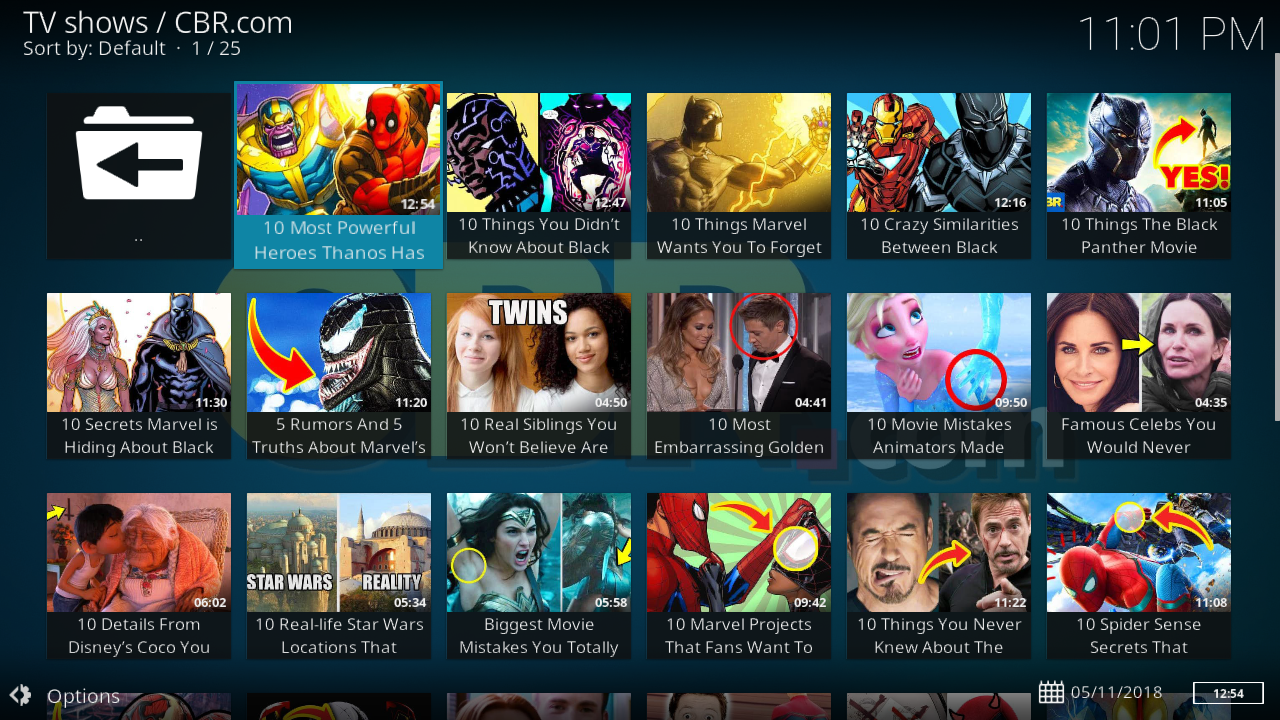 TV shows / CBR.com
Sort by: Default · 1 / 25
11:01 PM
..
12:54
10 Most Powerful
Heroes Thanos Has
12:47
10 Things You Didn't
Know About Black
10 Things Marvel
Wants You To Forget
12:16
10 Crazy Similarities
Between Black
YES!
BR
11:05
10 Things The Black
Panther Movie
11:30
10 Secrets Marvel is
Hiding About Black
11:20
5 Rumors And 5
Truths About Marvel's
TWINS
04:50
10 Real Siblings You
Won't Believe Are
04:41
10 Most
Embarrassing Golden
09:50
10 Movie Mistakes
Animators Made
04:35
Famous Celebs You
Would Never
06:02
10 Details From
Disney's Coco You
STAR WARS
REALITY
05:34
10 Real-life Star Wars
Locations That
05:58
Biggest Movie
Mistakes You Totally
09:42
10 Marvel Projects
That Fans Want To
11:22
10 Things You Never
Knew About The
11:08
10 Spider Sense
Secrets That
CBR
.com
Options
05/11/2018
12:54